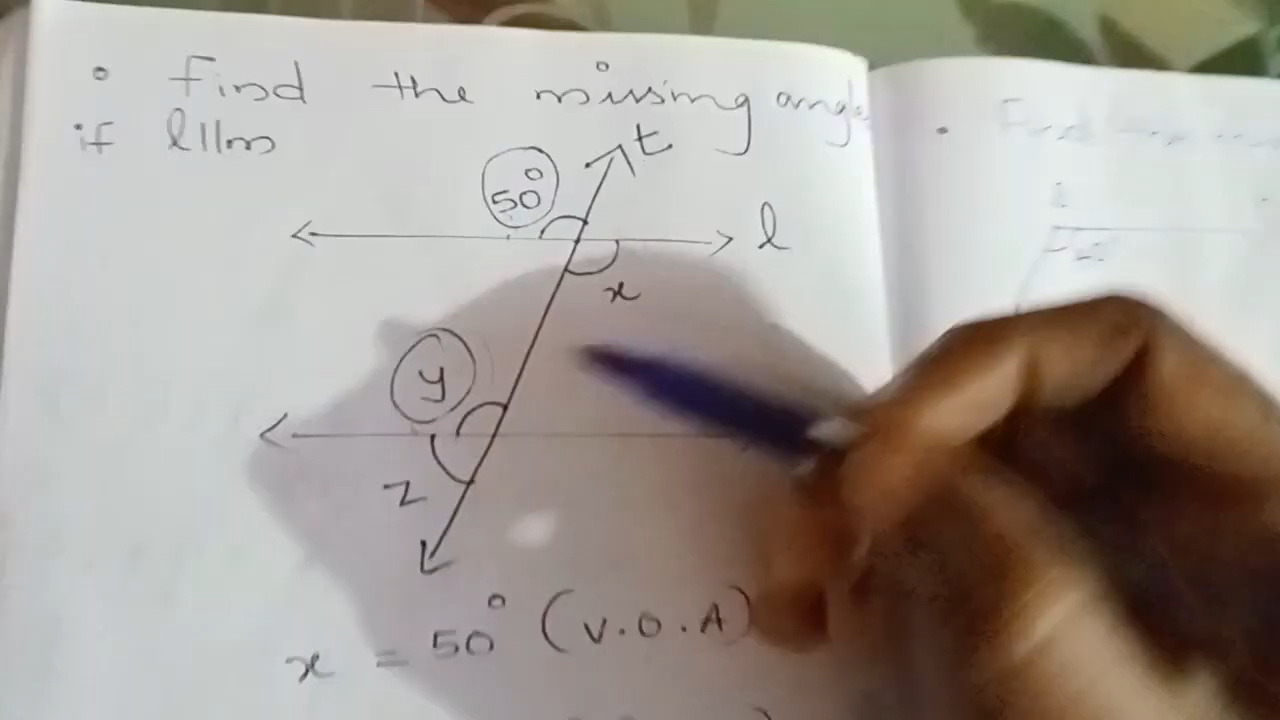 • Find the missing angle
if l||m
t
50°
l
x
y
z
x = 50° (V.O.A)